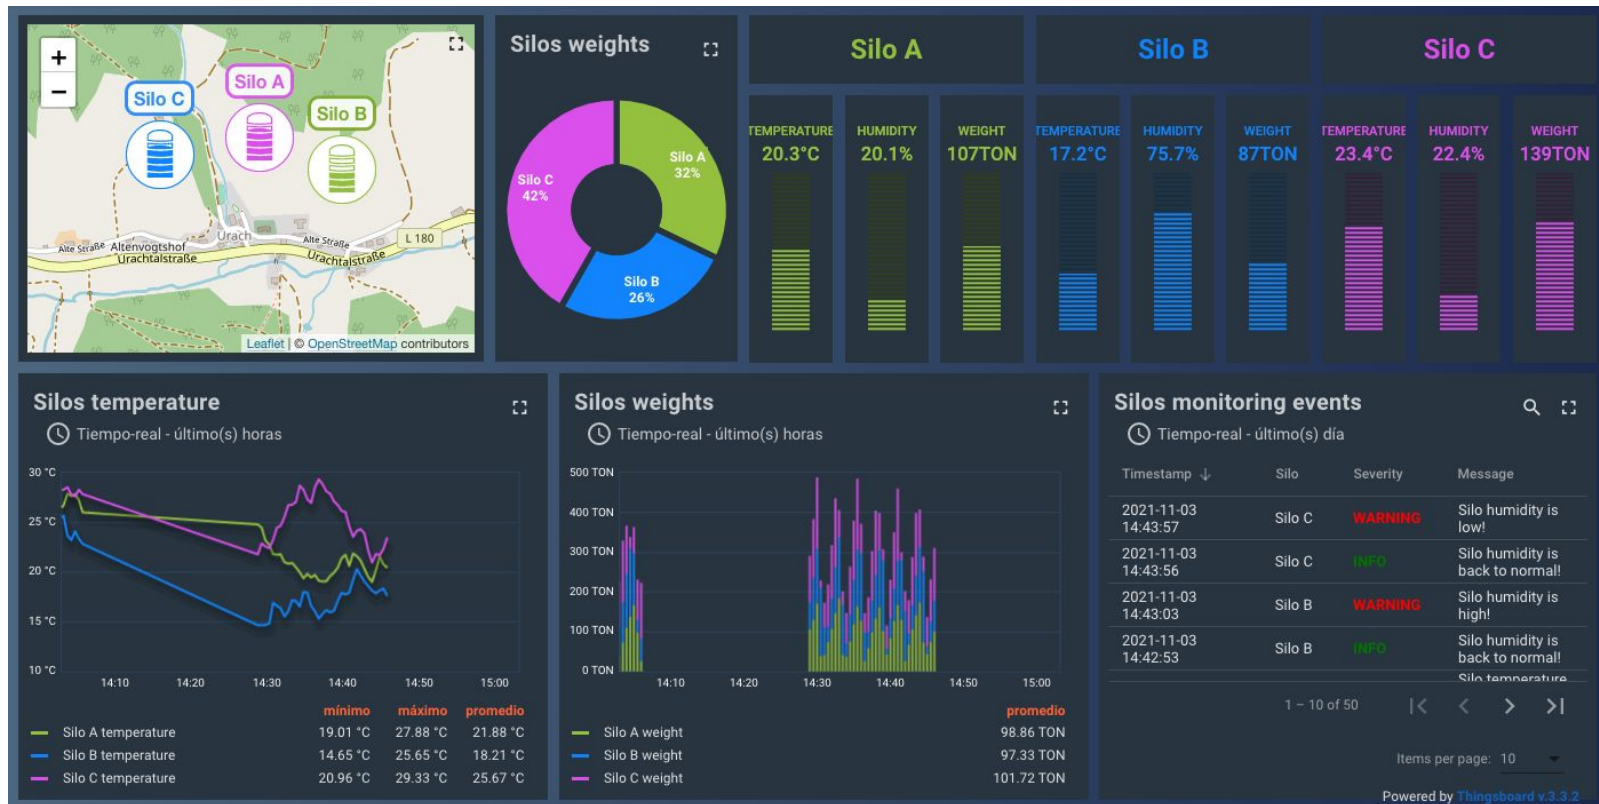 +
−
Silo C
Silo A
Silo B
Urach
Alte Straße
Altenvogtshof
Urachtalstraße
Alte Straße
Urachtalstraße
L 180
Leaflet | © OpenStreetMap contributors
Silos weights
Silo A
32%
Silo C
42%
Silo B
26%
Silo A
TEMPERATURE
20.3°C
HUMIDITY
20.1%
WEIGHT
107TON
Silo B
TEMPERATURE
17.2°C
HUMIDITY
75.7%
WEIGHT
87TON
Silo C
TEMPERATURE
23.4°C
HUMIDITY
22.4%
WEIGHT
139TON
Silos temperature
Tiempo-real - último(s) horas
30 °C
25 °C
20 °C
15 °C
10 °C
14:10 14:20 14:30 14:40 14:50 15:00
mínimo máximo promedio
Silo A temperature 19.01 °C 27.88 °C 21.88 °C
Silo B temperature 14.65 °C 25.65 °C 18.21 °C
Silo C temperature 20.96 °C 29.33 °C 25.67 °C
Silos weights
Tiempo-real - último(s) horas
500 TON
400 TON
300 TON
200 TON
100 TON
0 TON
14:10 14:20 14:30 14:40 14:50 15:00
promedio
Silo A weight 98.86 TON
Silo B weight 97.33 TON
Silo C weight 101.72 TON
Silos monitoring events
Tiempo-real - último(s) día
Timestamp Silo Severity Message
2021-11-03
14:43:57
Silo C
WARNING
Silo humidity is
low!
2021-11-03
14:43:56
Silo C
INFO
Silo humidity is
back to normal!
2021-11-03
14:43:03
Silo B
WARNING
Silo humidity is
high!
2021-11-03
14:42:53
Silo B
INFO
Silo humidity is
back to normal!
Silo temperature
1 – 10 of 50
Items per page: 10
Powered by Thingsboard v.3.3.2